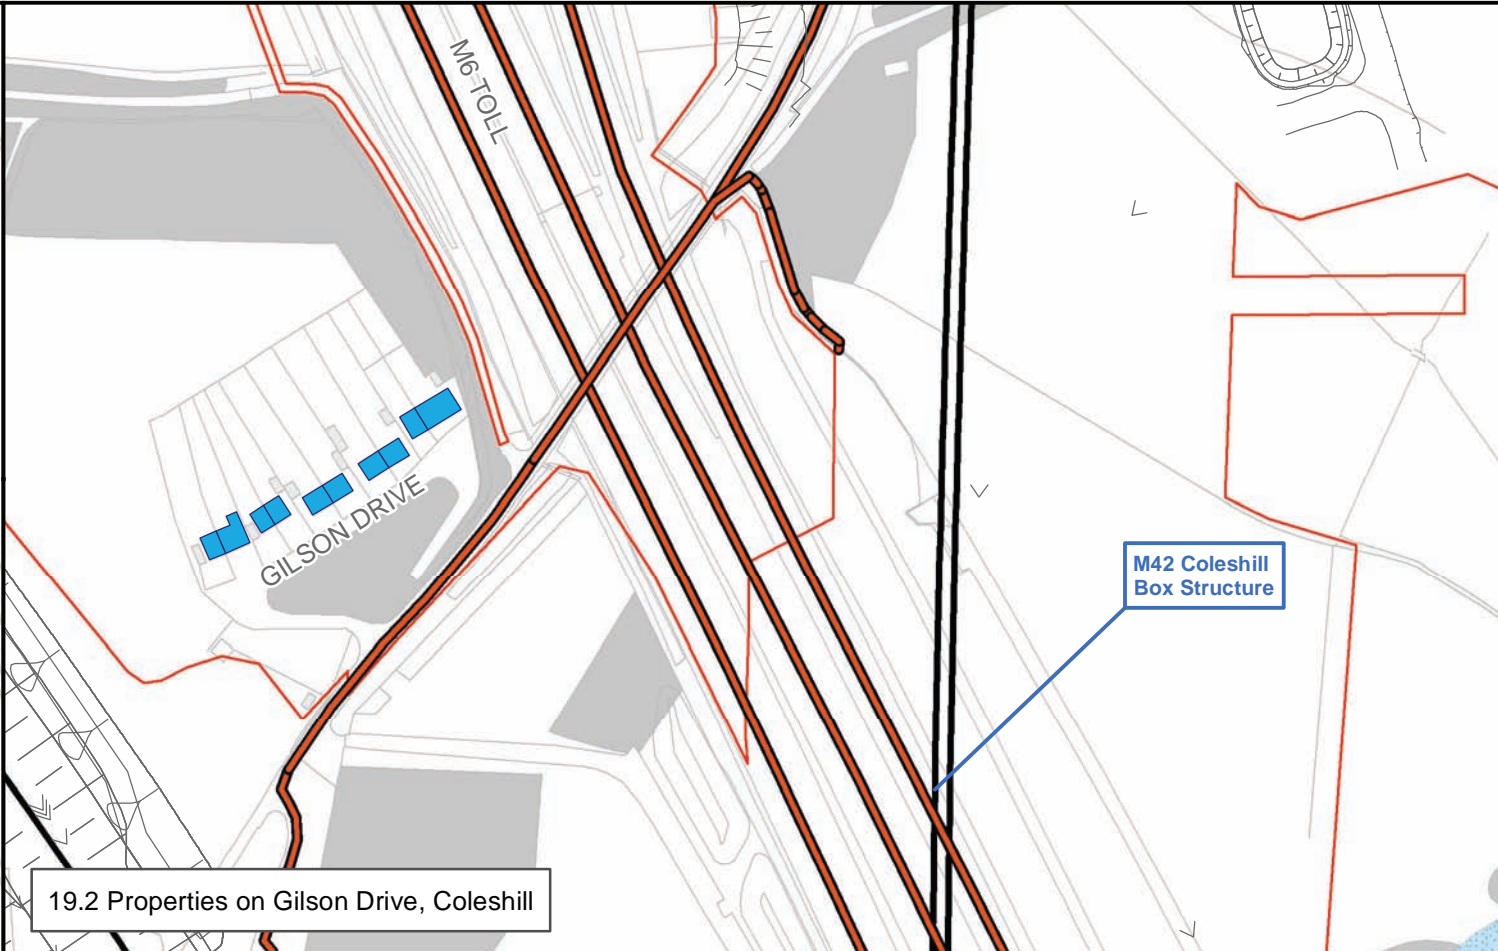 M6 TOLL
GILSON DRIVE
M42 Coleshill
Box Structure
19.2 Properties on Gilson Drive, Coleshill